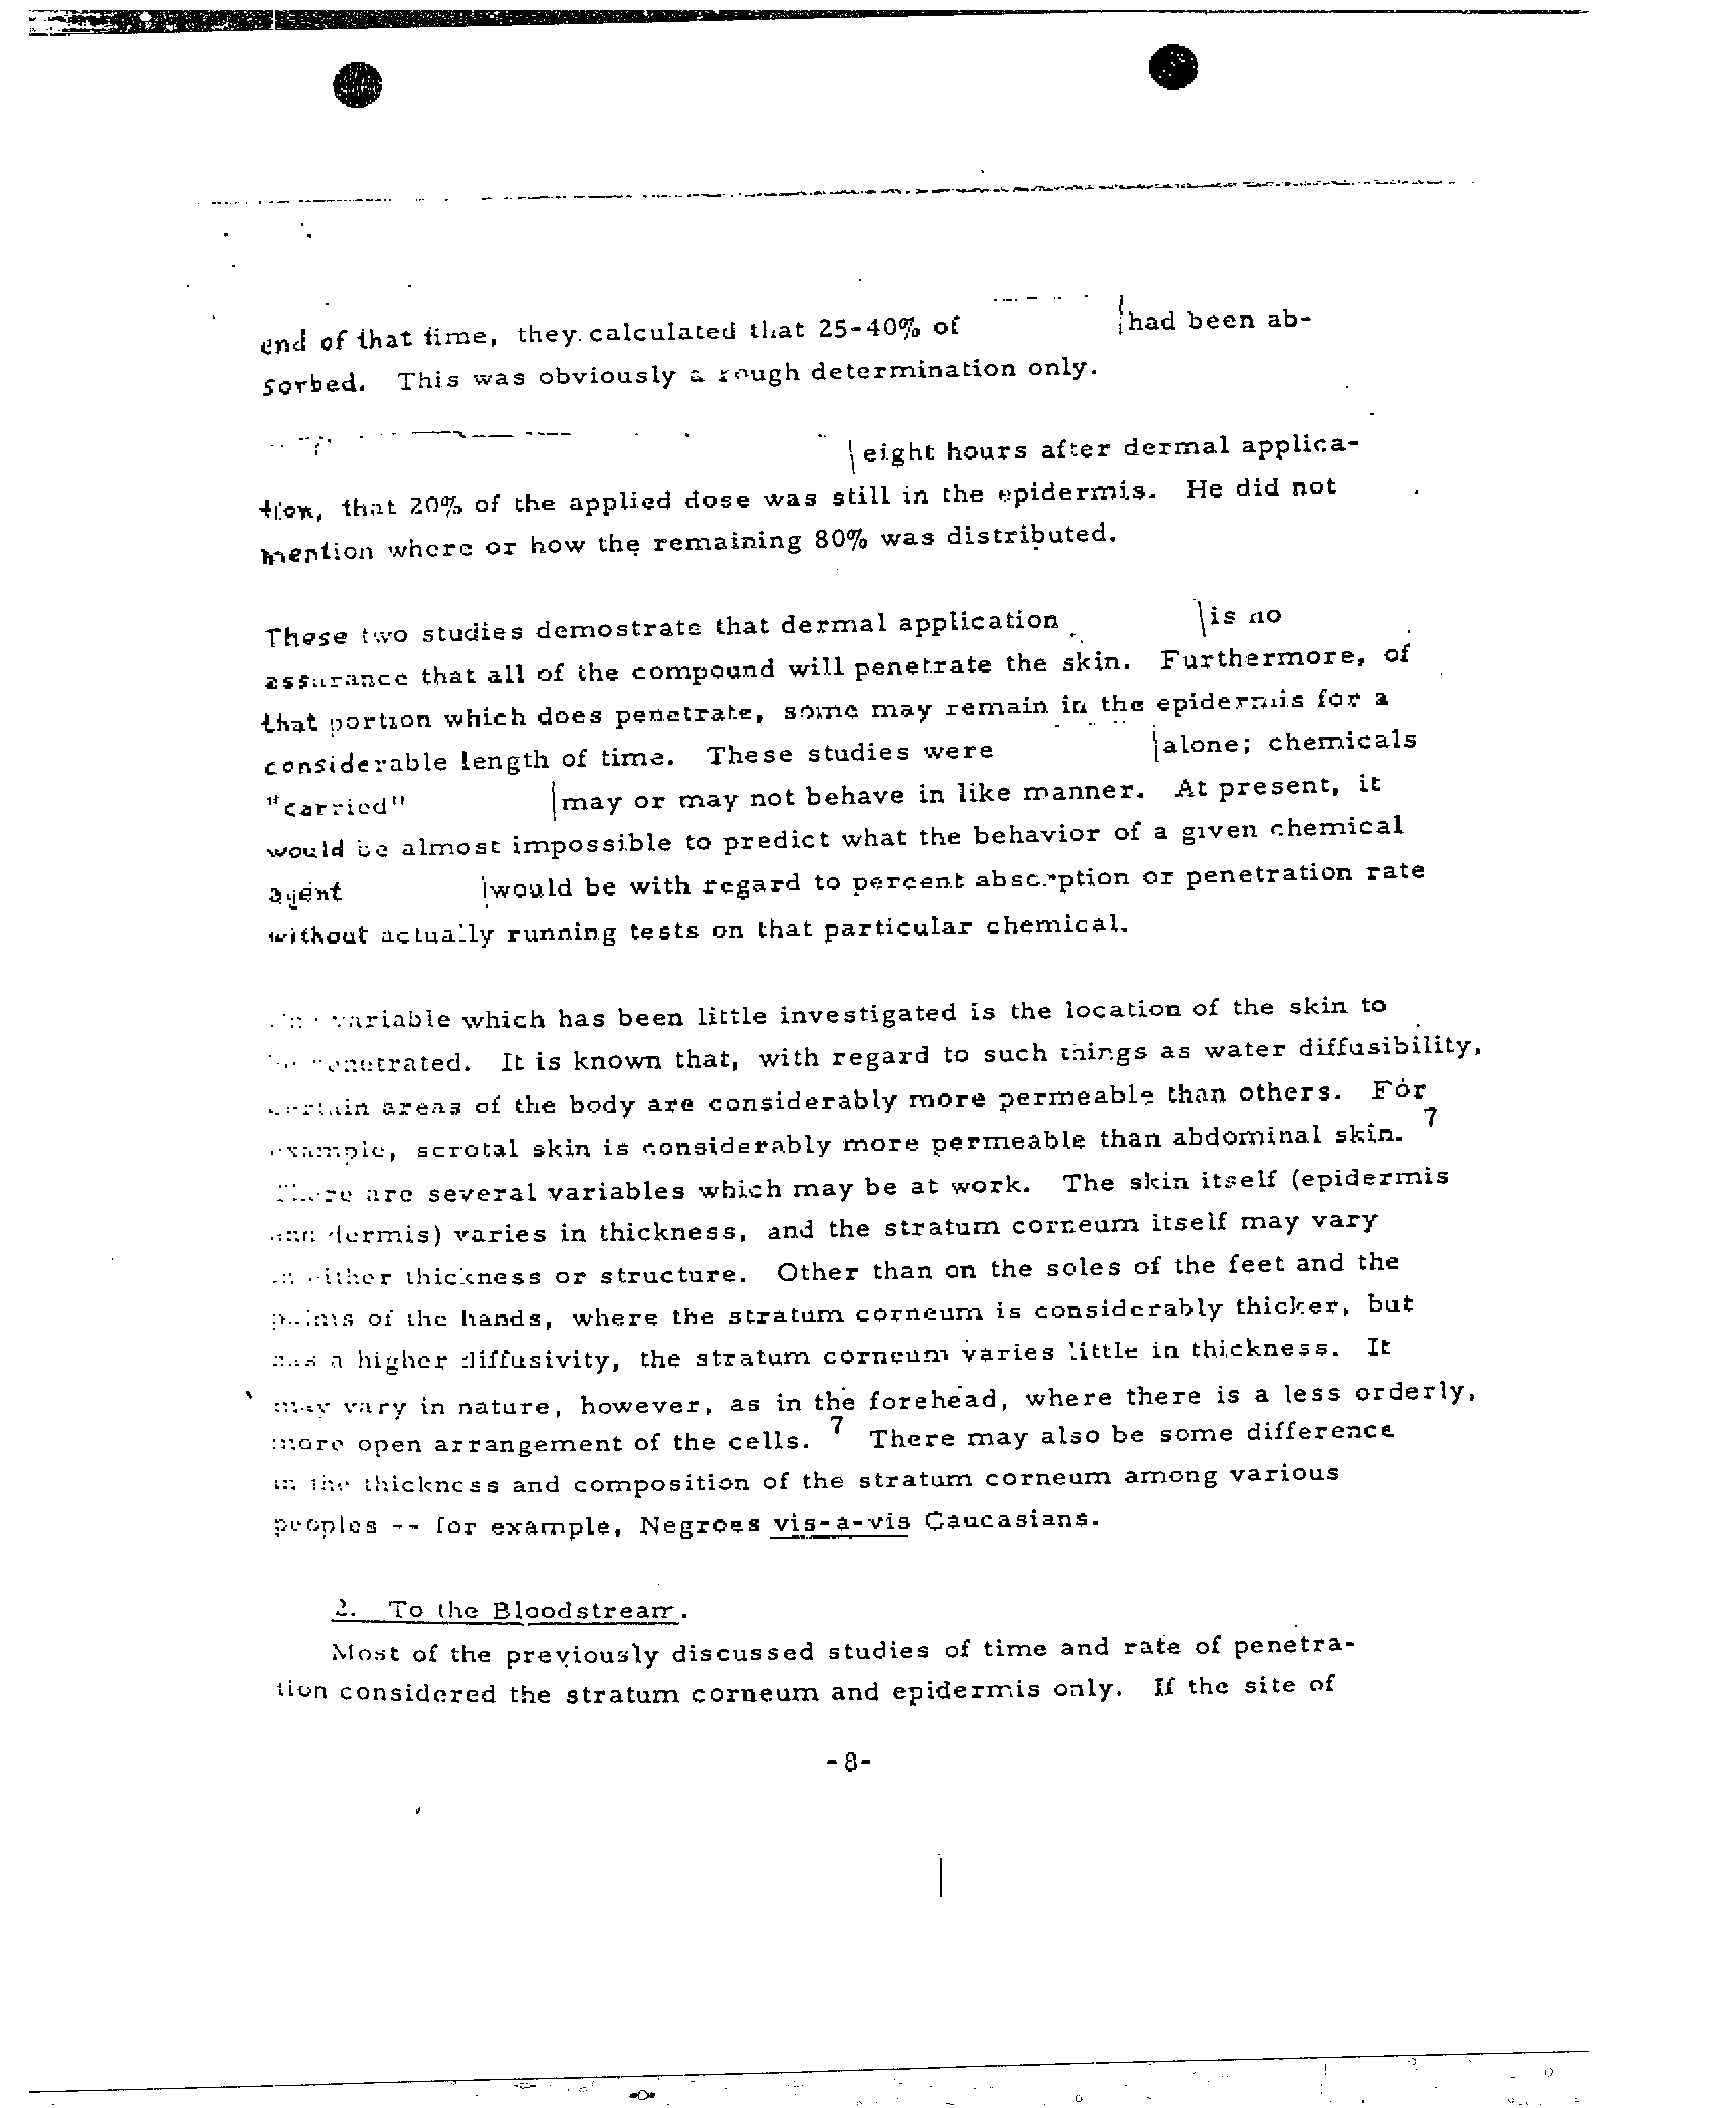 end of that time, they calculated that 25-40% of had been ab-
sorbed. This was obviously a rough determination only.
eight hours after dermal applica-
tion, that 20% of the applied dose was still in the epidermis. He did not
mention where or how the remaining 80% was distributed.
These two studies demostrate that dermal application is no
assurance that all of the compound will penetrate the skin. Furthermore, of
that portion which does penetrate, some may remain in the epidermis for a
considerable length of time. These studies were alone; chemicals
"carried" may or may not behave in like manner. At present, it
would be almost impossible to predict what the behavior of a given chemical
agent would be with regard to percent absorption or penetration rate
without actually running tests on that particular chemical.
One variable which has been little investigated is the location of the skin to
be penetrated. It is known that, with regard to such things as water diffusibility,
certain areas of the body are considerably more permeable than others. For
example, scrotal skin is considerably more permeable than abdominal skin. 7
There are several variables which may be at work. The skin itself (epidermis
and dermis) varies in thickness, and the stratum corneum itself may vary
in either thickness or structure. Other than on the soles of the feet and the
palms of the hands, where the stratum corneum is considerably thicker, but
has a higher diffusivity, the stratum corneum varies little in thickness. It
may vary in nature, however, as in the forehead, where there is a less orderly,
more open arrangement of the cells. 7 There may also be some difference
in the thickness and composition of the stratum corneum among various
peoples -- for example, Negroes vis-a-vis Caucasians.
2. To the Bloodstream.
Most of the previously discussed studies of time and rate of penetra-
tion considered the stratum corneum and epidermis only. If the site of
-8-